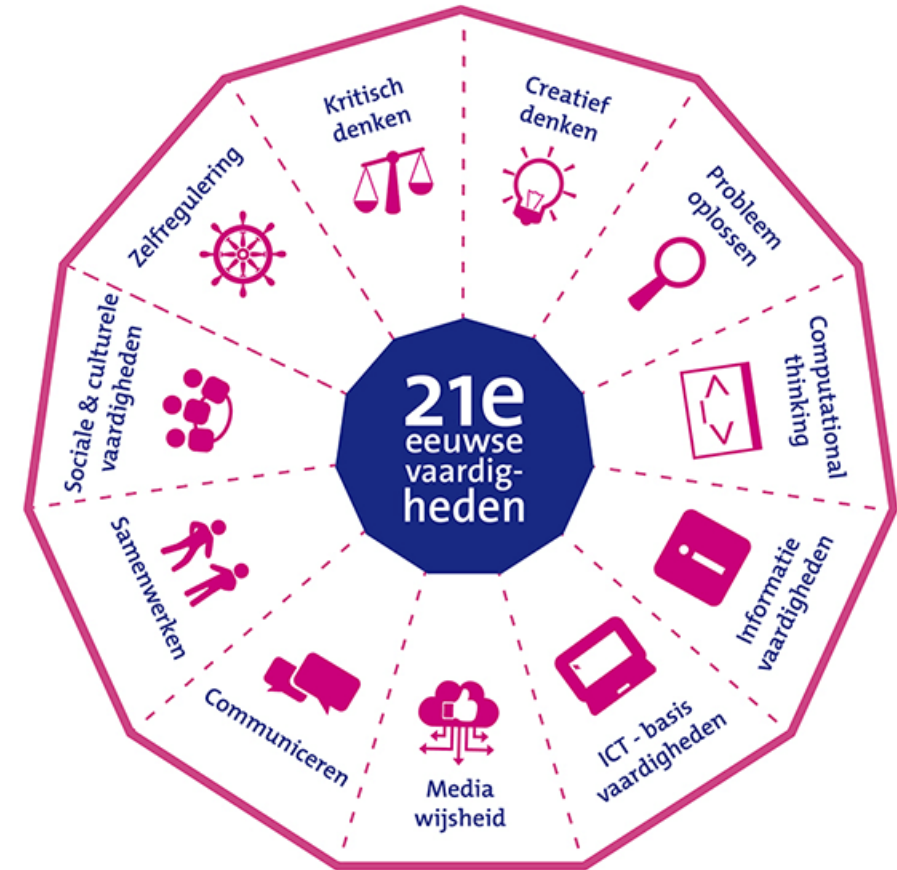 21e
eeuwse
vaardig-
heden
Kritisch
denken
Creatief
denken
Probleem
oplossen
Computational
thinking
Informatie
vaardigheden
ICT - basis
vaardigheden
Media
wijsheid
Communiceren
Samenwerken
Sociale & culturele
vaardigheden
Zelfregulering